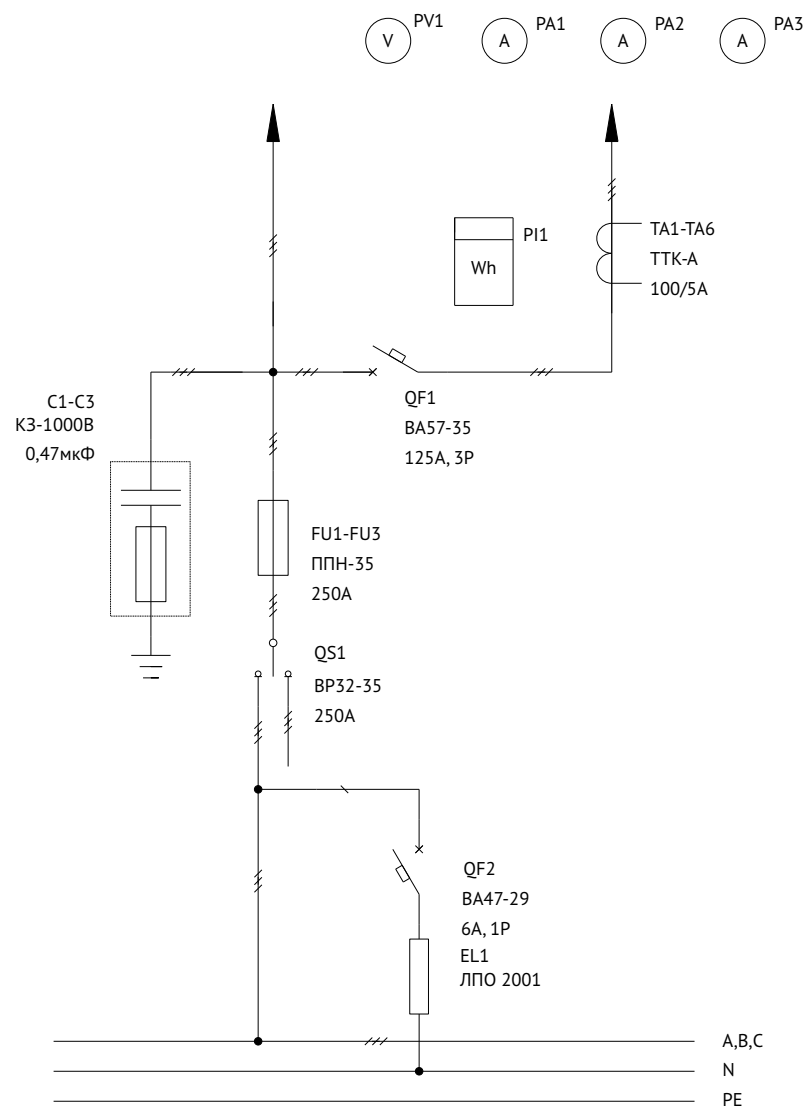 V
PV1
A
PA1
A
PA2
A
PA3
Wh
PI1
TA1-TA6
ТТК-А
100/5А
C1-C3
КЗ-1000В
0,47мкФ
QF1
ВА57-35
125А, 3Р
FU1-FU3
ППН-35
250А
QS1
ВР32-35
250А
QF2
ВА47-29
6А, 1Р
EL1
ЛПО 2001
A,B,C
N
PE